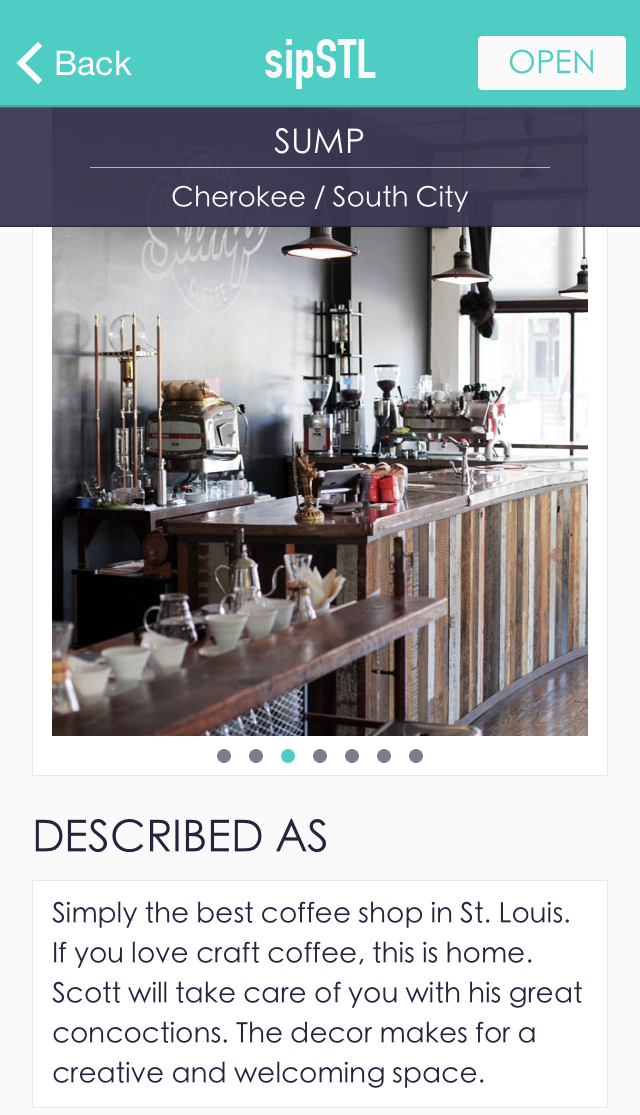 Back
sipSTL
OPEN
SUMP
Cherokee / South City
Sump
COFFEE
DESCRIBED AS
Simply the best coffee shop in St. Louis.
If you love craft coffee, this is home.
Scott will take care of you with his great
concoctions. The decor makes for a
creative and welcoming space.